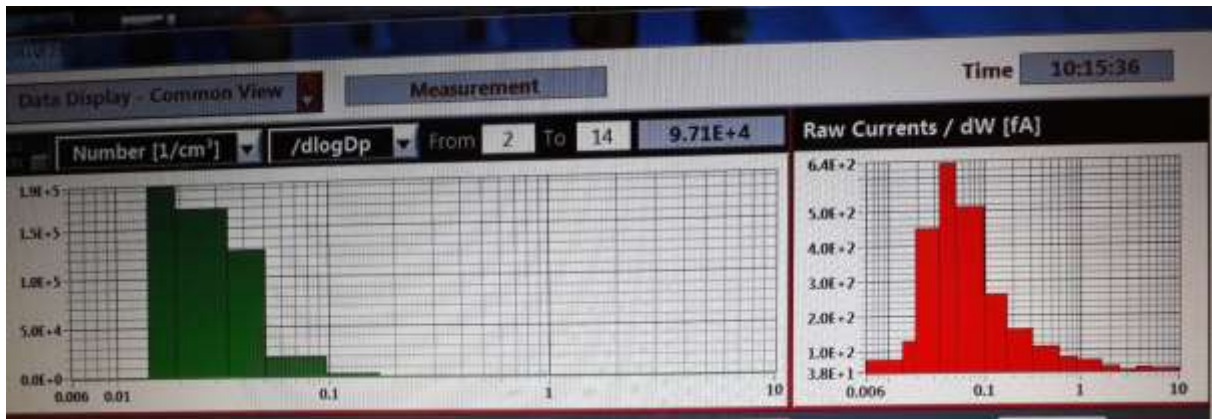 Time 10:15:36
Data Display - Common View Measurement
Number [1/cm³] /dlogDp From 2 To 14 9.71E+4
Raw Currents / dW [fA]
1.9E+5
1.5E+5
1.0E+5
5.0E+4
0.0E+0
0.006 0.01 0.1 1 10
6.4E+2
5.0E+2
4.0E+2
3.0E+2
2.0E+2
1.0E+2
3.8E+1
0.006 0.1 1 10